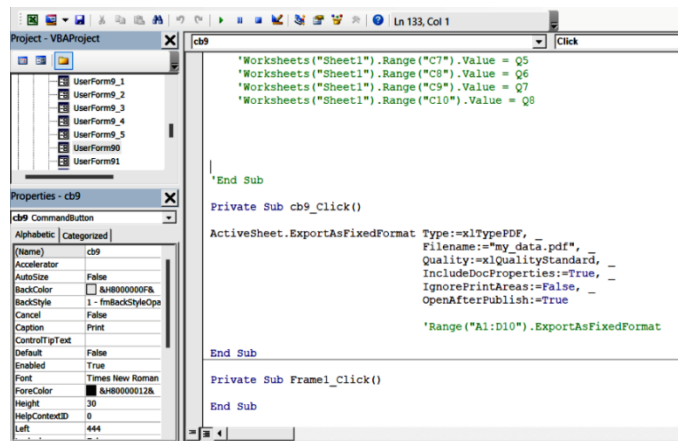 Ln 133, Col 1
Project - VBAProject
UserForm9_1
UserForm9_2
UserForm9_3
UserForm9_4
UserForm9_5
UserForm90
UserForm91
Properties - cb9
cb9 CommandButton
Alphabetic Categorized
(Name) cb9
Accelerator
AutoSize False
BackColor &H8000000F&
BackStyle 1 - fmBackStyleOpa
Cancel False
Caption Print
ControlTipText
Default False
Enabled True
Font Times New Roman
ForeColor &H80000012&
Height 30
HelpContextID 0
Left 444
cb9 Click
'Worksheets("Sheet1").Range("C7").Value = Q5
'Worksheets("Sheet1").Range("C8").Value = Q6
'Worksheets("Sheet1").Range("C9").Value = Q7
'Worksheets("Sheet1").Range("C10").Value = Q8
'End Sub
Private Sub cb9_Click()
ActiveSheet.ExportAsFixedFormat Type:=xlTypePDF, _
Filename:="my_data.pdf", _
Quality:=xlQualityStandard, _
IncludeDocProperties:=True, _
IgnorePrintAreas:=False, _
OpenAfterPublish:=True
'Range("A1:D10").ExportAsFixedFormat
End Sub
Private Sub Frame1_Click()
End Sub